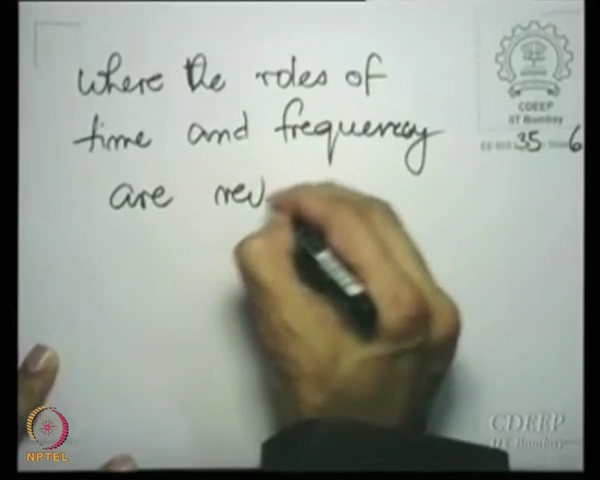 where the roles of
time and frequency
are rev
CDEEP
IIT Bombay
35 6
NPTEL
CDEEP
IIT Bombay